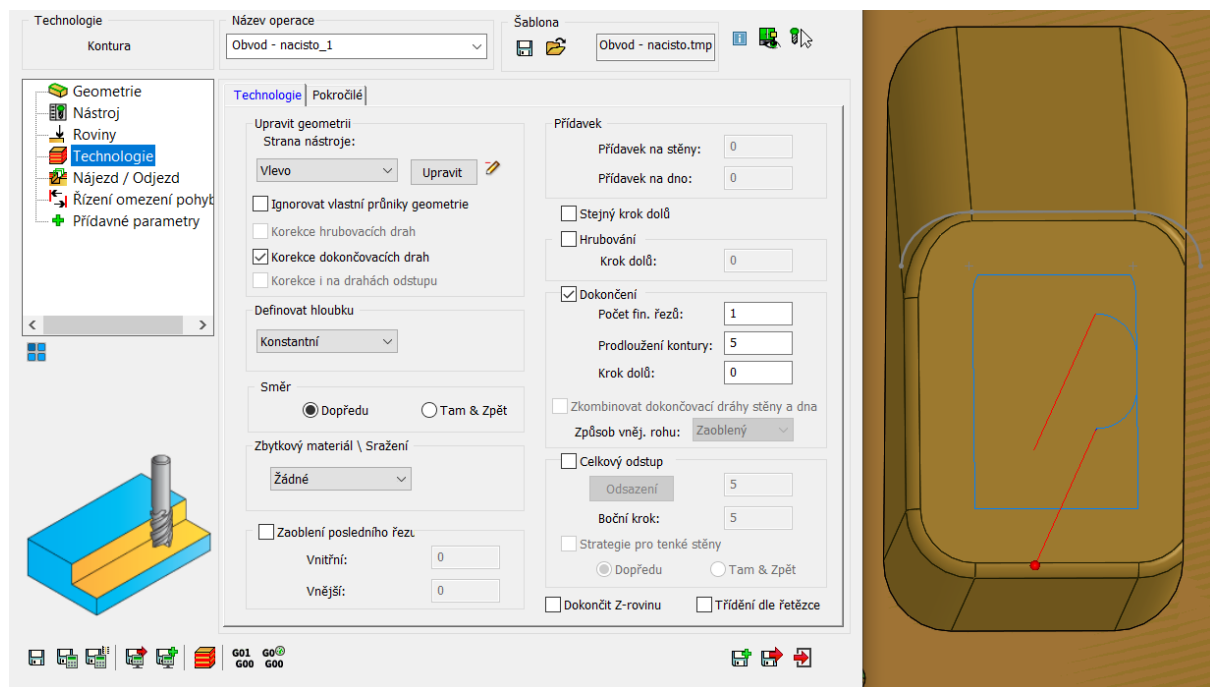 Technologie
Kontura
Název operace
Obvod - nacisto_1
Šablona
Obvod - nacisto.tmp
Geometrie
Nástroj
Roviny
Technologie
Nájezd / Odjezd
Řízení omezení pohyb
Přídavné parametry
Technologie
Pokročilé
Upravit geometrii
Strana nástroje:
Vlevo
Upravit
Ignorovat vlastní průniky geometrie
Korekce hrubovacích drah
Korekce dokončovacích drah
Korekce i na drahách odstupu
Definovat hloubku
Konstantní
Směr
Dopředu
Tam & Zpět
Zbytkový materiál \ Sražení
Žádné
Zaoblení posledního řezu
Vnitřní: 0
Vnější: 0
Přídavek
Přídavek na stěny: 0
Přídavek na dno: 0
Stejný krok dolů
Hrubování
Krok dolů: 0
Dokončení
Počet fin. řezů: 1
Prodloužení kontury: 5
Krok dolů: 0
Zkombinovat dokončovací dráhy stěny a dna
Způsob vněj. rohu: Zaoblený
Celkový odstup
Odsazení 5
Boční krok: 5
Strategie pro tenké stěny
Dopředu
Tam & Zpět
Dokončit Z-rovinu
Třídění dle řetězce
G01 G0
G00 G00